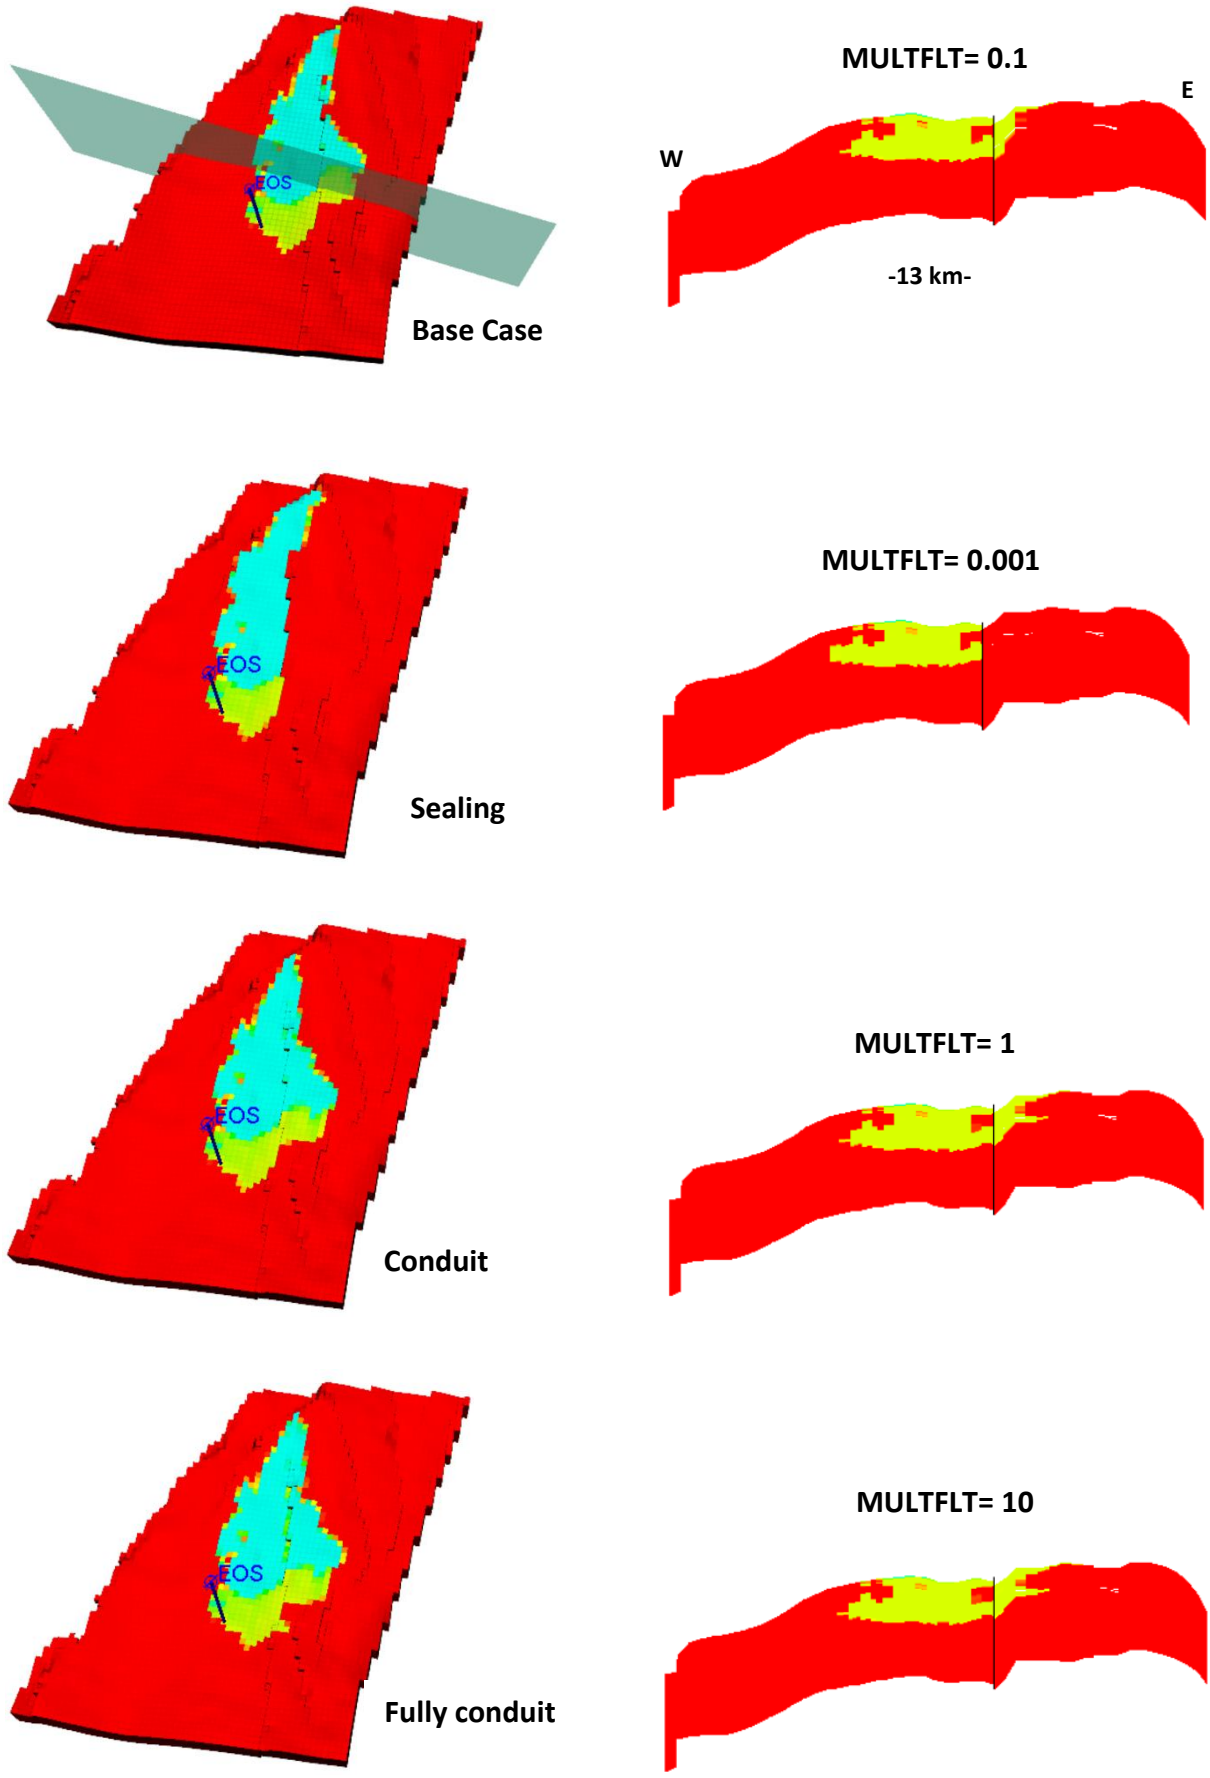 MULTFLT= 0.1
E
W
EOS
-13 km-
Base Case
MULTFLT= 0.001
EOS
Sealing
MULTFLT= 1
EOS
Conduit
MULTFLT= 10
EOS
Fully conduit